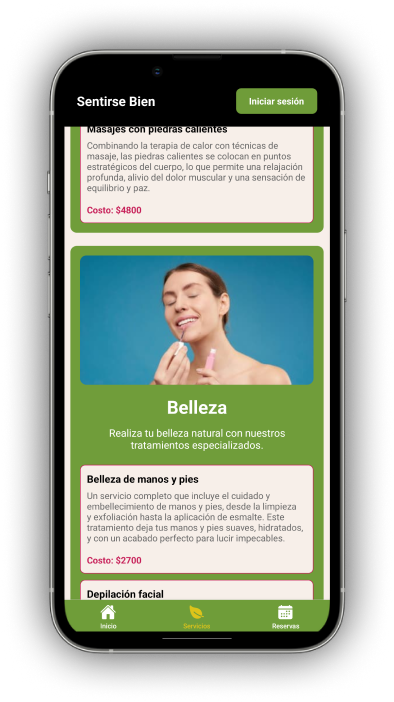 Sentirse Bien
Iniciar sesión
Masajes con piedras calientes
Combinando la terapia de calor con técnicas de
masaje, las piedras calientes se colocan en puntos
estratégicos del cuerpo, lo que permite una relajación
profunda, alivio del dolor muscular y una sensación de
equilibrio y paz.
Costo: $4800
Belleza
Realiza tu belleza natural con nuestros
tratamientos especializados.
Belleza de manos y pies
Un servicio completo que incluye el cuidado y
embellecimiento de manos y pies, desde la limpieza
y exfoliación hasta la aplicación de esmalte. Este
tratamiento deja tus manos y pies suaves, hidratados,
y con un acabado perfecto para lucir impecables.
Costo: $2700
Depilación facial
Inicio
Servicios
Reservas